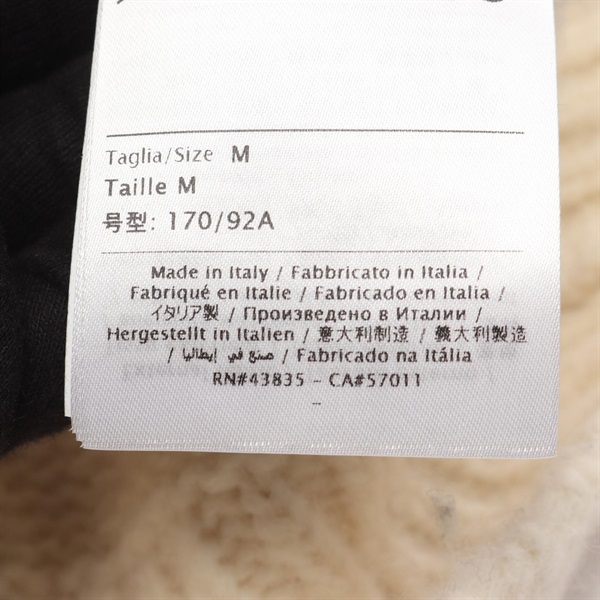 Taglia/Size M
Taille M
号型: 170/92A
Made in Italy / Fabbricato in Italia /
Fabriqué en Italie / Fabricado en Italia /
イタリア製 / Произведено в Италии /
Hergestellt in Italien / 意大利制造 / 義大利製造
/ صنع في إيطاليا / Fabricado na Itália
RN#43835 – CA#57011
–